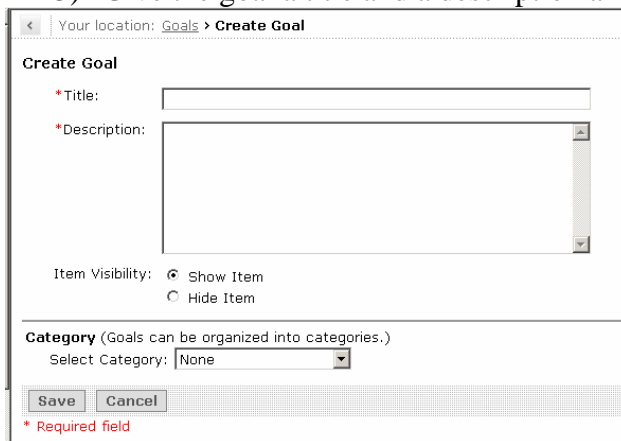 Your location: Goals › Create Goal
Create Goal
*Title:
*Description:
Item Visibility: Show Item
Hide Item
Category (Goals can be organized into categories.)
Select Category: None
Save Cancel
* Required field